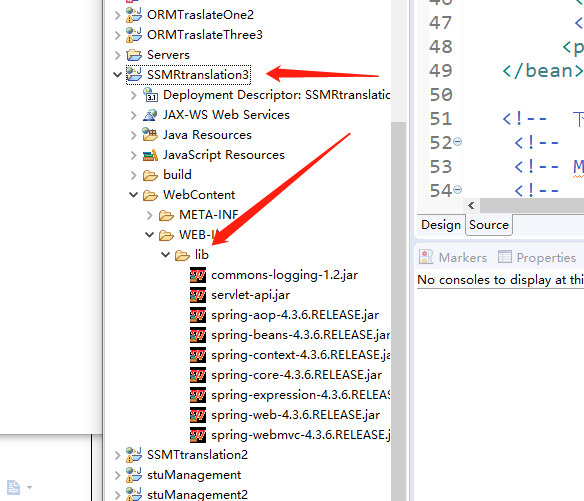 ORMTraslateOne2
ORMTraslateThree3
Servers
SSMRtranslation3
Deployment Descriptor: SSMRtranslatio
JAX-WS Web Services
Java Resources
JavaScript Resources
build
WebContent
META-INF
WEB-
lib
commons-logging-1.2.jar
servlet-api.jar
spring-aop-4.3.6.RELEASE.jar
spring-beans-4.3.6.RELEASE.jar
spring-context-4.3.6.RELEASE.jar
spring-core-4.3.6.RELEASE.jar
spring-expression-4.3.6.RELEASE.jar
spring-web-4.3.6.RELEASE.jar
spring-webmvc-4.3.6.RELEASE.j
SSMTtranslation2
stuManagement
stuManagement2
46 <
47 <
48 <p
49 </bean>
50
51 <!-- 下
52 <!--
53 <!-- M
54 <!--
Design Source
Markers Properties
No consoles to display at thi